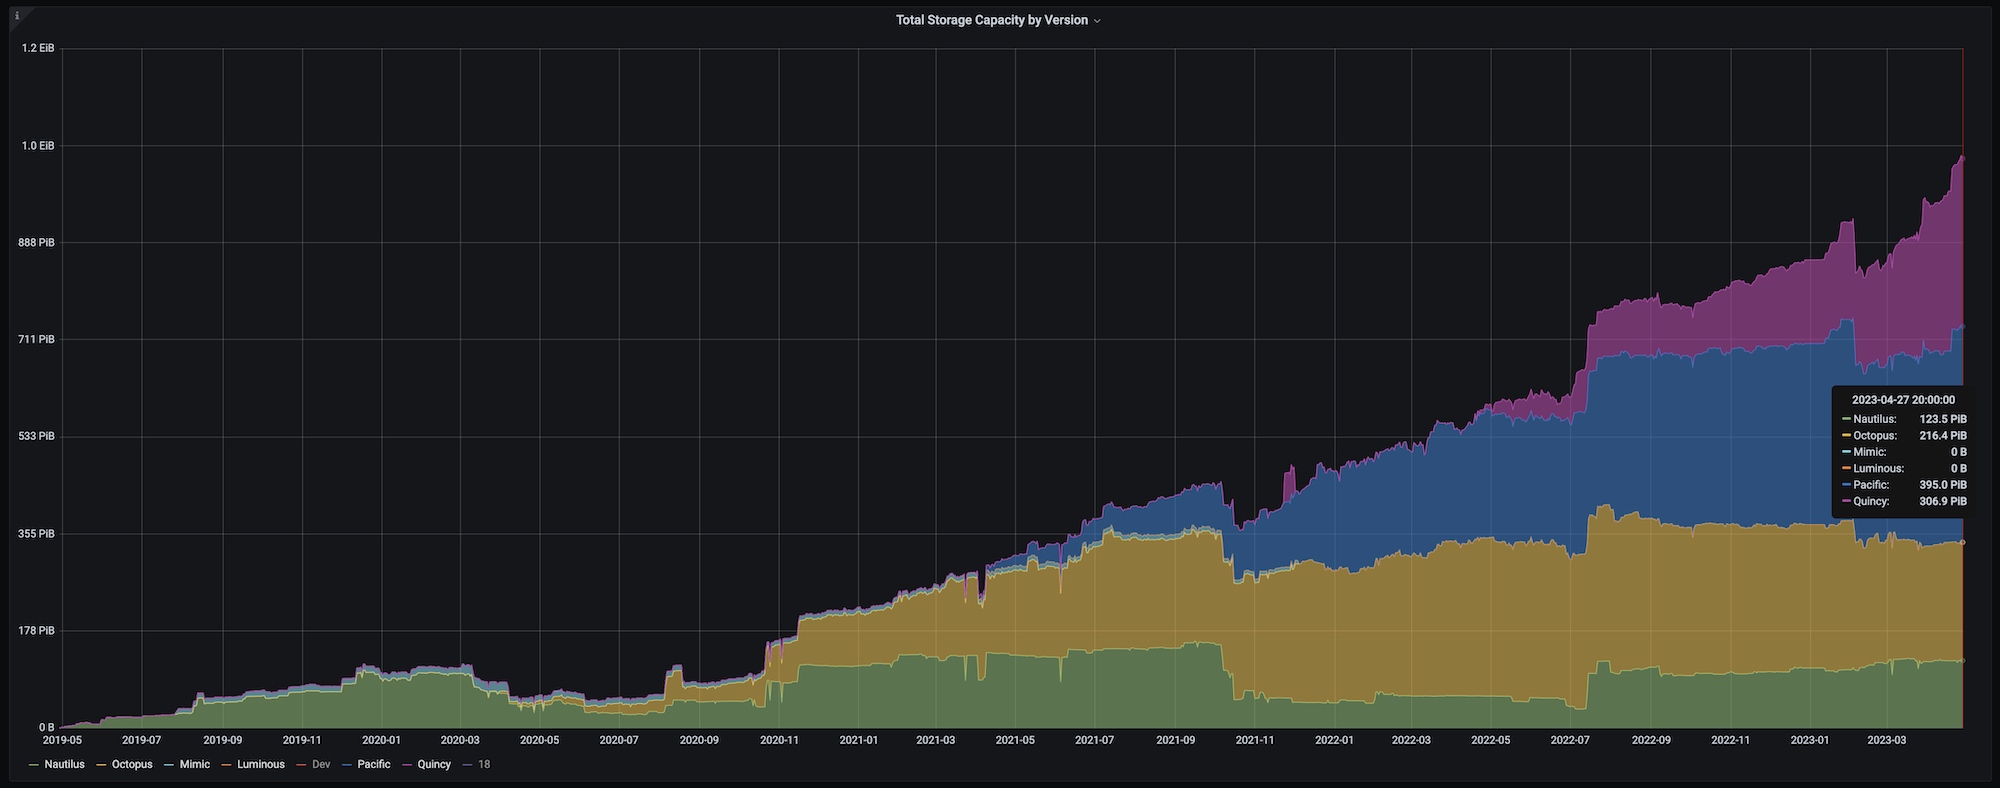 i
Total Storage Capacity by Version
1.2 EiB
1.0 EiB
888 PiB
711 PiB
533 PiB
355 PiB
178 PiB
0 B
2019-05 2019-07 2019-09 2019-11 2020-01 2020-03 2020-05 2020-07 2020-09 2020-11 2021-01 2021-03 2021-05 2021-07 2021-09 2021-11 2022-01 2022-03 2022-05 2022-07 2022-09 2022-11 2023-01 2023-03
2023-04-27 20:00:00
Nautilus: 123.5 PiB
Octopus: 216.4 PiB
Mimic: 0 B
Luminous: 0 B
Pacific: 395.0 PiB
Quincy: 306.9 PiB
Nautilus Octopus Mimic Luminous Dev Pacific Quincy 18